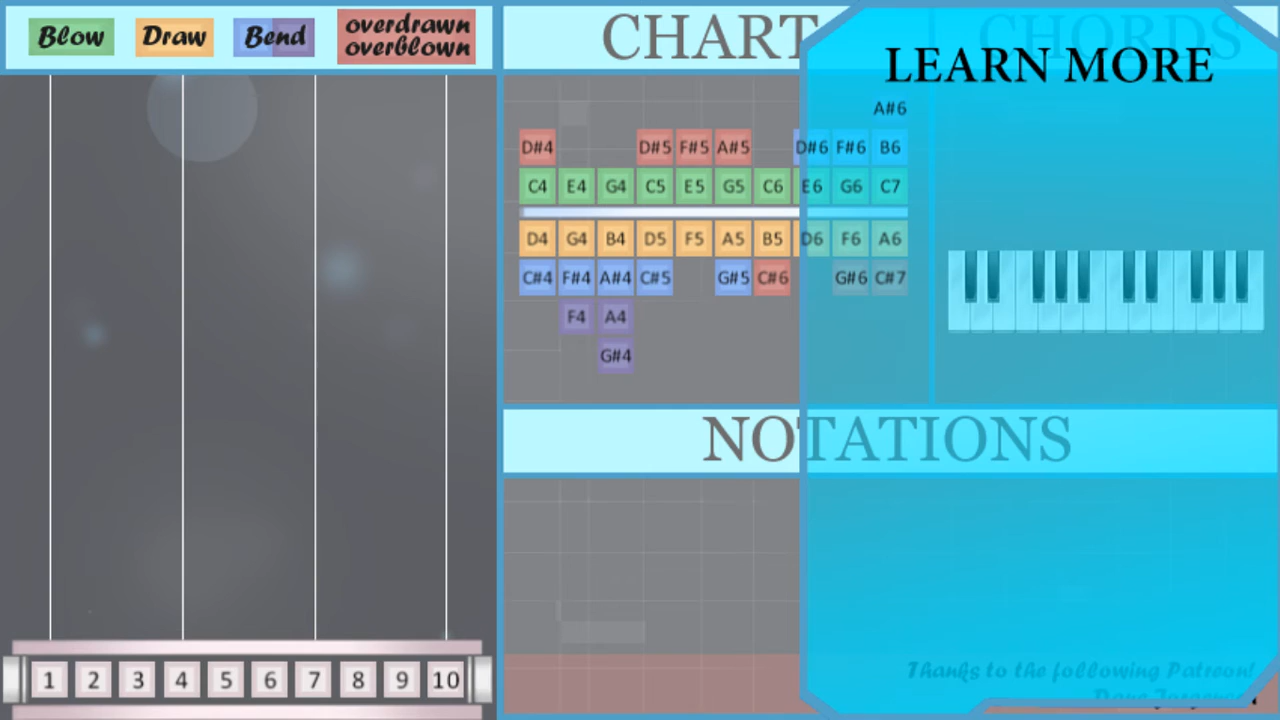 Blow Draw Bend overdrawn
overblown
CHART CHORDS
LEARN MORE
A#6
D#4 D#5 F#5 A#5 D#6 F#6 B6
C4 E4 G4 C5 E5 G5 C6 E6 G6 C7
D4 G4 B4 D5 F5 A5 B5 D6 F6 A6
C#4 F#4 A#4 C#5 G#5 C#6 G#6 C#7
F4 A4
G#4
NOTATIONS
Thanks to the following Patreon!
1 2 3 4 5 6 7 8 9 10